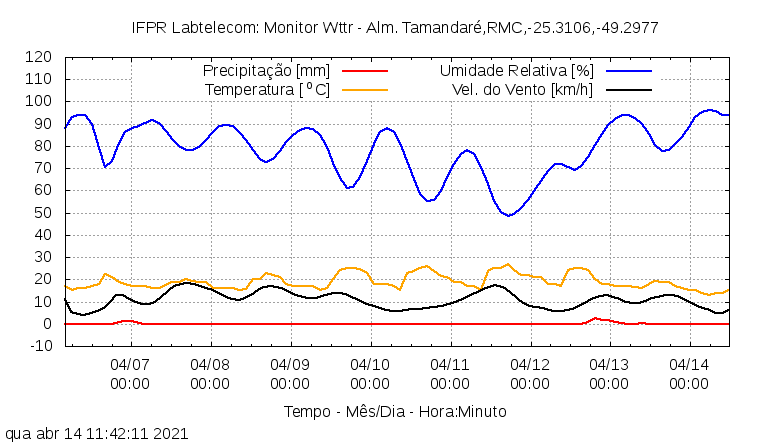 IFPR Labtelecom: Monitor Wttr - Alm. Tamandaré,RMC,-25.3106,-49.2977
120
110
100
90
80
70
60
50
40
30
20
10
0
-10
Precipitação [mm]
Temperatura [⁰C]
Umidade Relativa [%]
Vel. do Vento [km/h]
04/07 04/08 04/09 04/10 04/11 04/12 04/13 04/14
00:00 00:00 00:00 00:00 00:00 00:00 00:00 00:00
Tempo - Mês/Dia - Hora:Minuto
qua abr 14 11:42:11 2021